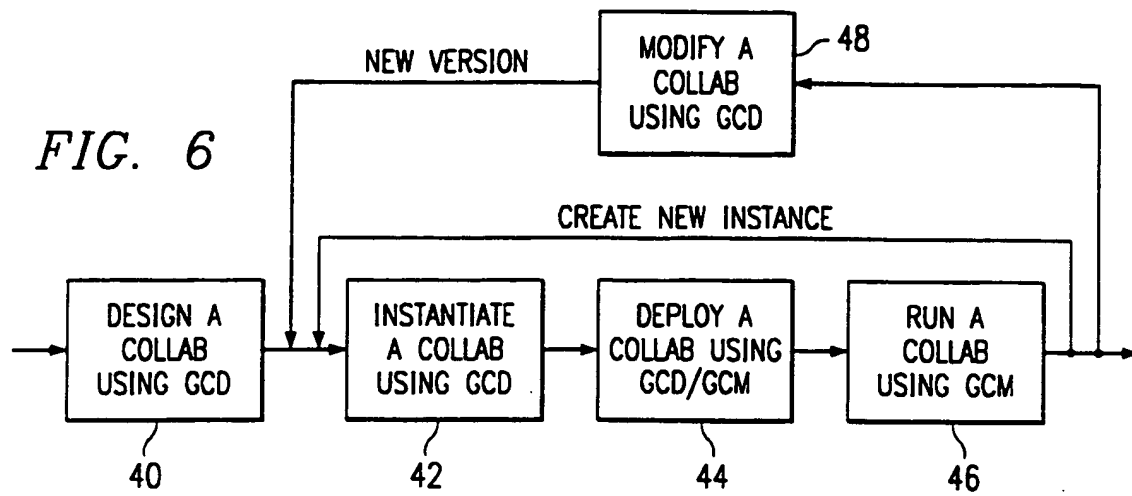 FIG. 6
NEW VERSION
MODIFY A
COLLAB
USING GCD
48
CREATE NEW INSTANCE
DESIGN A
COLLAB
USING GCD
INSTANTIATE
A COLLAB
USING GCD
DEPLOY A
COLLAB USING
GCD/GCM
RUN A
COLLAB
USING GCM
40
42
44
46